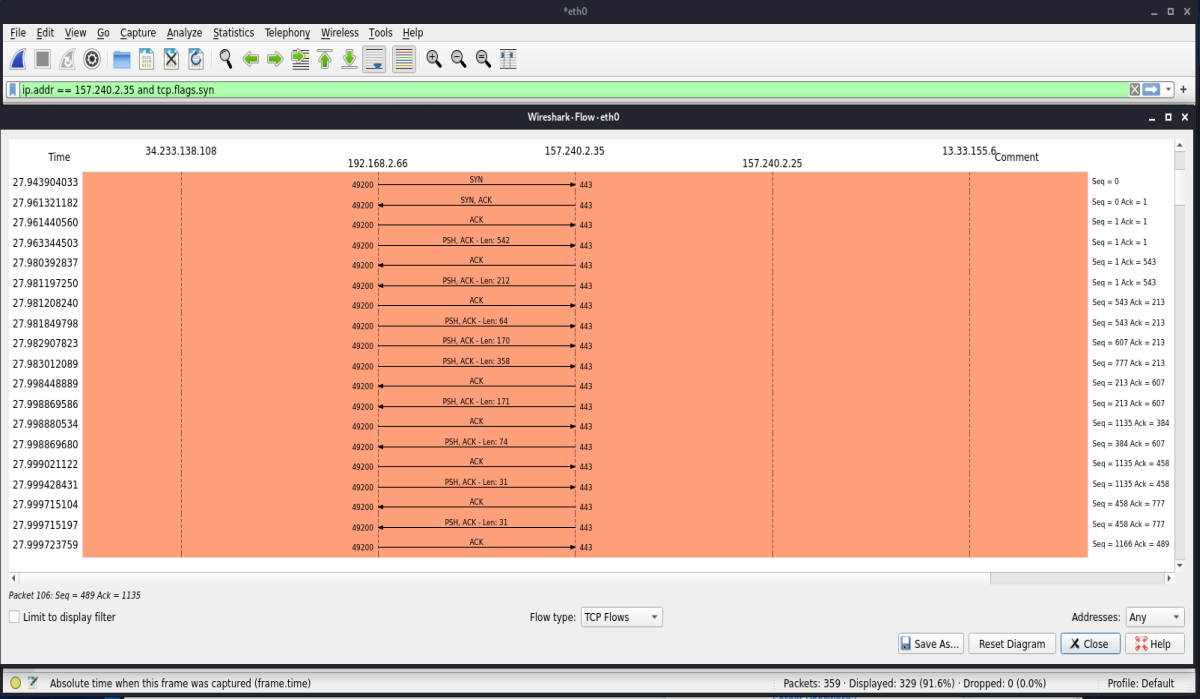 *eth0
File Edit View Go Capture Analyze Statistics Telephony Wireless Tools Help
ip.addr == 157.240.2.35 and tcp.flags.syn
Wireshark · Flow · eth0
Time 34.233.138.108 192.168.2.66 157.240.2.35 157.240.2.25 13.33.155.6 Comment
27.943904033 49200 SYN 443 Seq = 0
27.961321182 49200 SYN, ACK 443 Seq = 0 Ack = 1
27.961440560 49200 ACK 443 Seq = 1 Ack = 1
27.963344503 49200 PSH, ACK - Len: 542 443 Seq = 1 Ack = 1
27.980392837 49200 ACK 443 Seq = 1 Ack = 543
27.981197250 49200 PSH, ACK - Len: 212 443 Seq = 1 Ack = 543
27.981208240 49200 ACK 443 Seq = 543 Ack = 213
27.981849798 49200 PSH, ACK - Len: 64 443 Seq = 543 Ack = 213
27.982907823 49200 PSH, ACK - Len: 170 443 Seq = 607 Ack = 213
27.983012089 49200 PSH, ACK - Len: 358 443 Seq = 777 Ack = 213
27.998448889 49200 ACK 443 Seq = 213 Ack = 607
27.998869586 49200 PSH, ACK - Len: 171 443 Seq = 213 Ack = 607
27.998880534 49200 ACK 443 Seq = 1135 Ack = 384
27.998869680 49200 PSH, ACK - Len: 74 443 Seq = 384 Ack = 607
27.999021122 49200 ACK 443 Seq = 1135 Ack = 458
27.999428431 49200 PSH, ACK - Len: 31 443 Seq = 1135 Ack = 458
27.999715104 49200 ACK 443 Seq = 458 Ack = 777
27.999715197 49200 PSH, ACK - Len: 31 443 Seq = 458 Ack = 777
27.999723759 49200 ACK 443 Seq = 1166 Ack = 489
Packet 106: Seq = 489 Ack = 1135
Limit to display filter Flow type: TCP Flows Addresses: Any
Save As... Reset Diagram Close Help
Absolute time when this frame was captured (frame.time) Packets: 359 · Displayed: 329 (91.6%) · Dropped: 0 (0.0%) Profile: Default